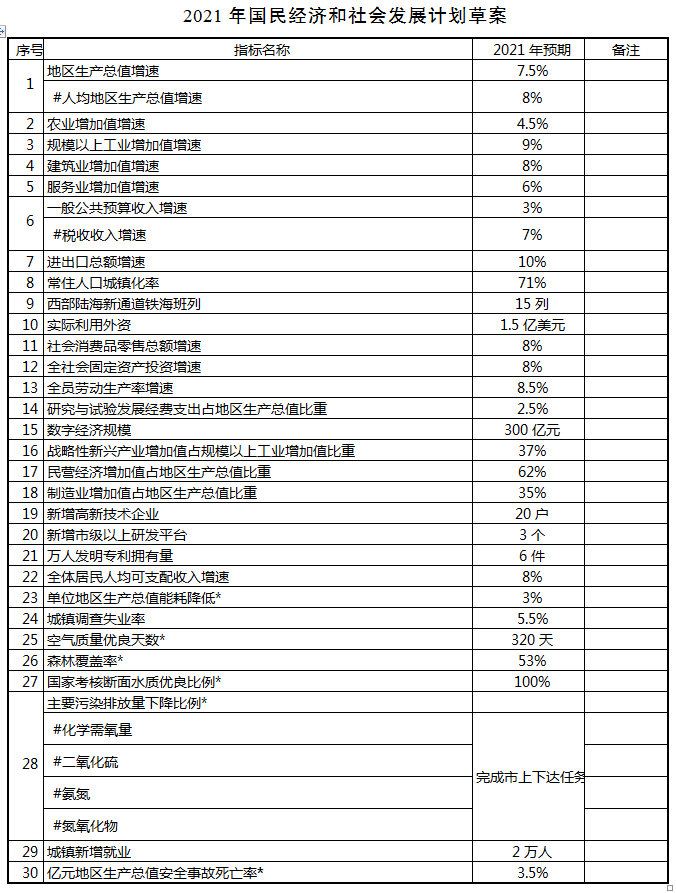 2021 年国民经济和社会发展计划草案
序号 指标名称 2021 年预期 备注
1 地区生产总值增速 7.5%
#人均地区生产总值增速 8%
2 农业增加值增速 4.5%
3 规模以上工业增加值增速 9%
4 建筑业增加值增速 8%
5 服务业增加值增速 6%
6 一般公共预算收入增速 3%
#税收收入增速 7%
7 进出口总额增速 10%
8 常住人口城镇化率 71%
9 西部陆海新通道铁海班列 15 列
10 实际利用外资 1.5 亿美元
11 社会消费品零售总额增速 8%
12 全社会固定资产投资增速 8%
13 全员劳动生产率增速 8.5%
14 研究与试验发展经费支出占地区生产总值比重 2.5%
15 数字经济规模 300 亿元
16 战略性新兴产业增加值占规模以上工业增加值比重 37%
17 民营经济增加值占地区生产总值比重 62%
18 制造业增加值占地区生产总值比重 35%
19 新增高新技术企业 20 户
20 新增市级以上研发平台 3 个
21 万人发明专利拥有量 6 件
22 全体居民人均可支配收入增速 8%
23 单位地区生产总值能耗降低* 3%
24 城镇调查失业率 5.5%
25 空气质量优良天数* 320 天
26 森林覆盖率* 53%
27 国家考核断面水质优良比例* 100%
28 主要污染排放量下降比例*
#化学需氧量
#二氧化硫
完成市上下达任务
#氨氮
#氮氧化物
29 城镇新增就业 2 万人
30 亿元地区生产总值安全事故死亡率* 3.5%